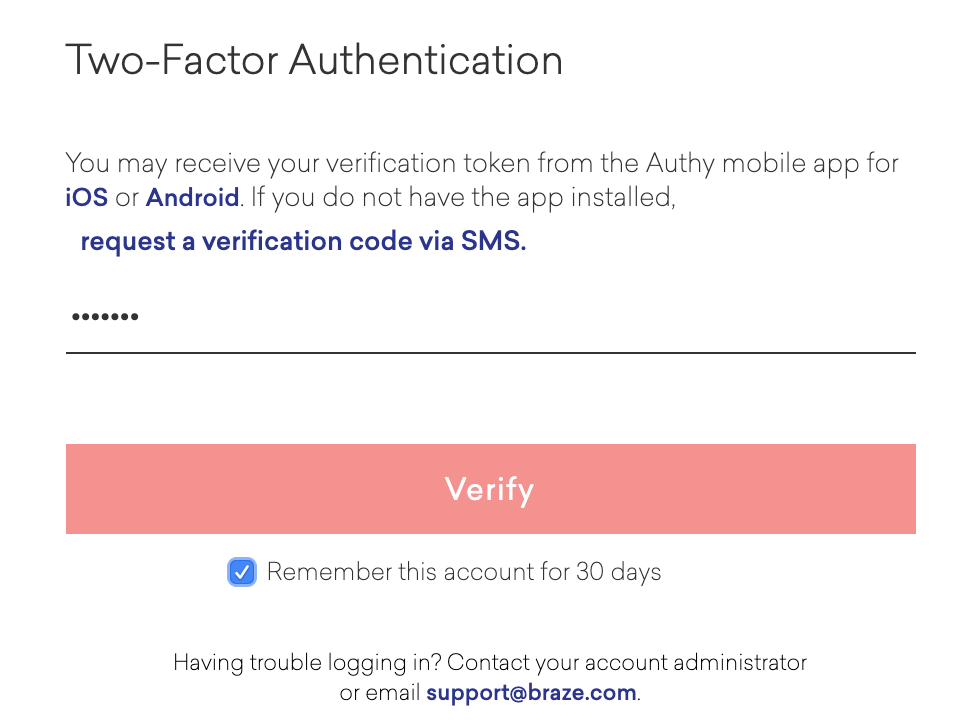 Two-Factor Authentication
You may receive your verification token from the Authy mobile app for
iOS or Android. If you do not have the app installed,
request a verification code via SMS.
•••••••
Verify
Remember this account for 30 days
Having trouble logging in? Contact your account administrator
or email support@braze.com.